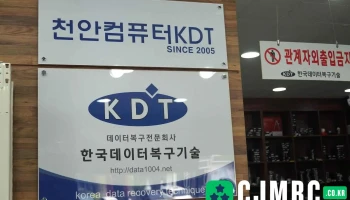 천안컴퓨터KDT
SINCE 2005
관계자외출입금지
KDT 한국데이터복구기술
KDT
데이터복구전문회사
한국데이터복구기술
http://data1004.net
korea data recovery technique
CJMRC.CO.KR